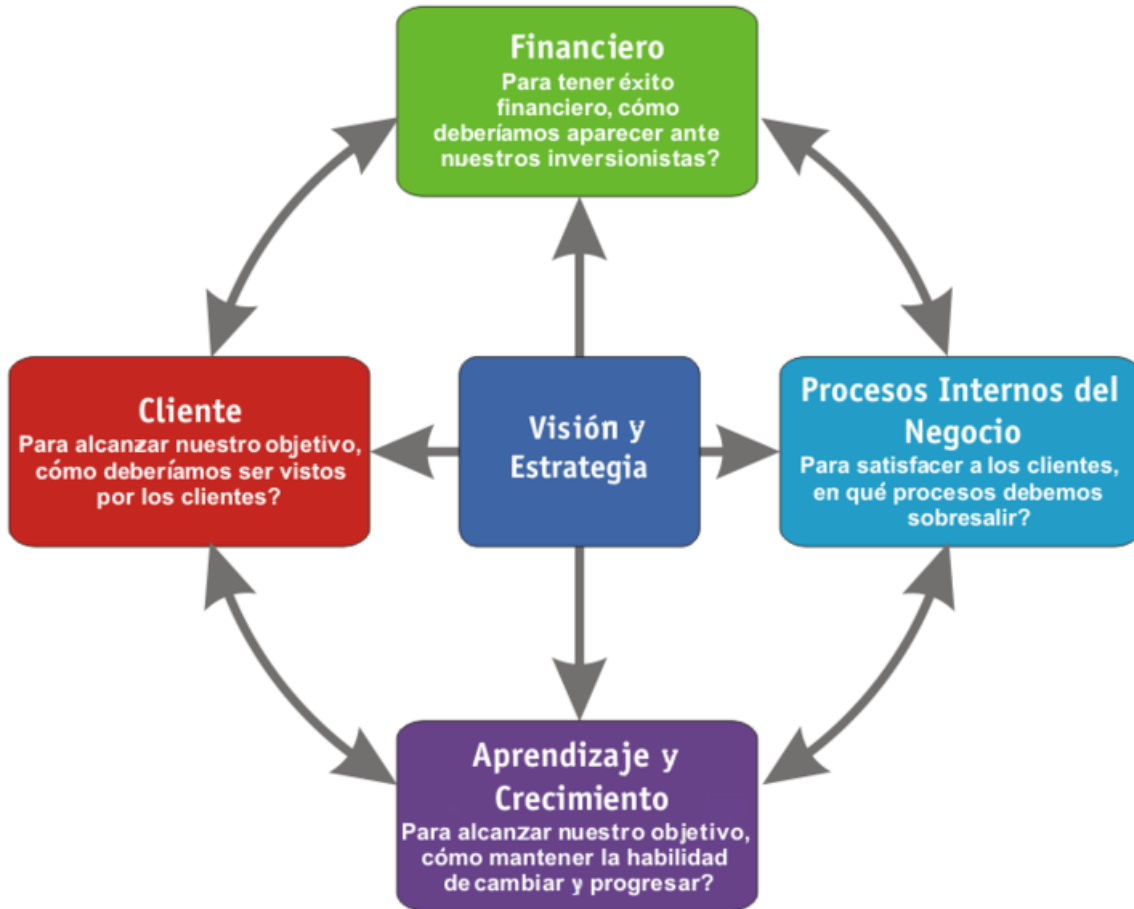 Financiero
Para tener éxito
financiero, cómo
deberíamos aparecer ante
nuestros inversionistas?
Cliente
Para alcanzar nuestro objetivo,
cómo deberíamos ser vistos
por los clientes?
Visión y
Estrategia
Procesos Internos del
Negocio
Para satisfacer a los clientes,
en qué procesos debemos
sobresalir?
Aprendizaje y
Crecimiento
Para alcanzar nuestro objetivo,
cómo mantener la habilidad
de cambiar y progresar?